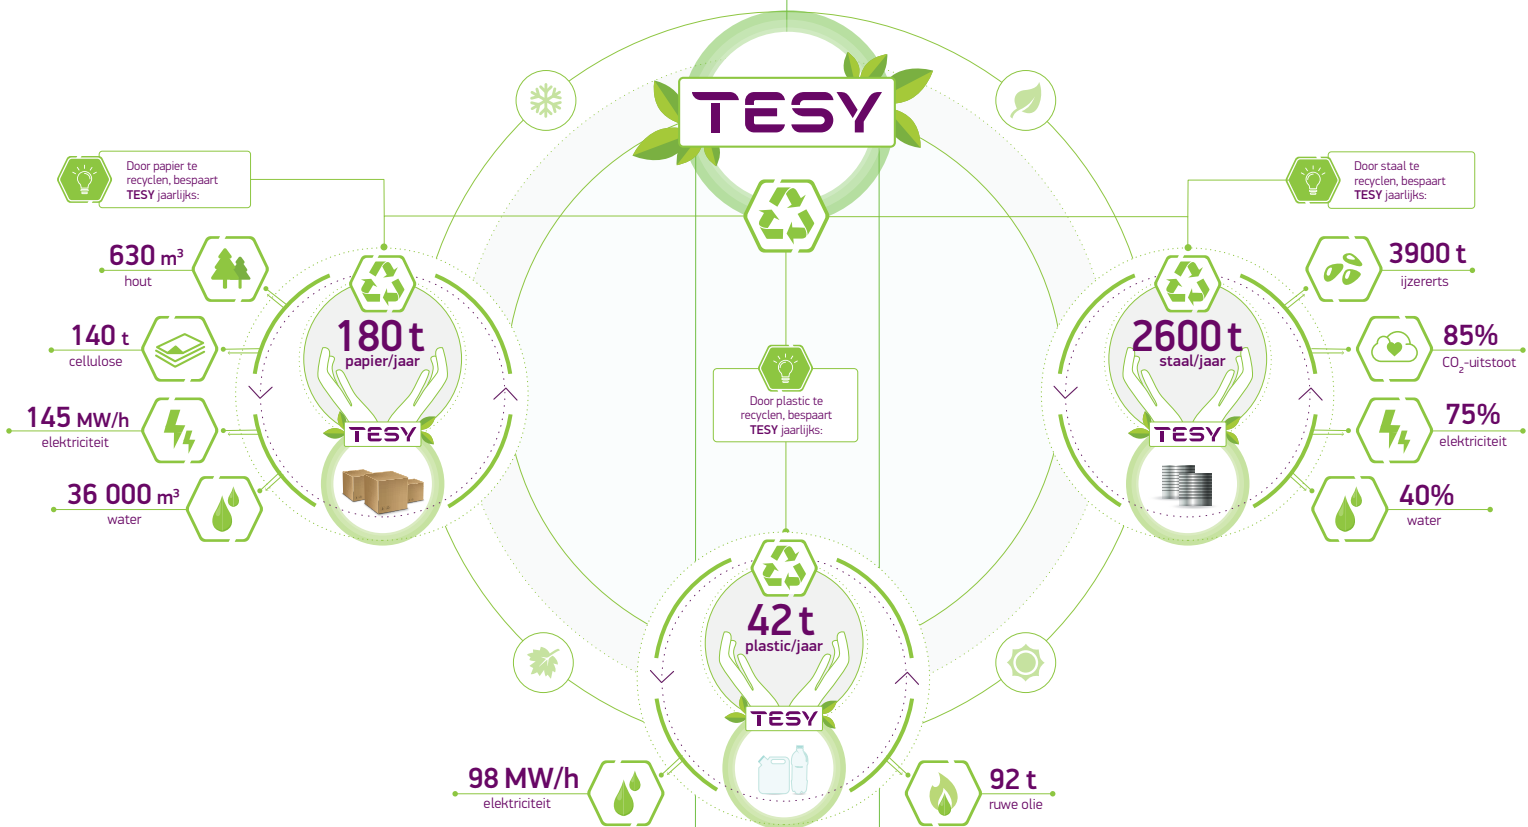 TESY
Door papier te
recyclen, bespaart
TESY jaarlijks:
630 m³
hout
140 t
cellulose
145 MW/h
elektriciteit
36 000 m³
water
180 t
papier/jaar
TESY
Door plastic te
recyclen, bespaart
TESY jaarlijks:
42 t
plastic/jaar
TESY
98 MW/h
elektriciteit
92 t
ruwe olie
Door staal te
recyclen, bespaart
TESY jaarlijks:
2600 t
staal/jaar
TESY
3900 t
ijzererts
85%
CO₂-uitstoot
75%
elektriciteit
40%
water